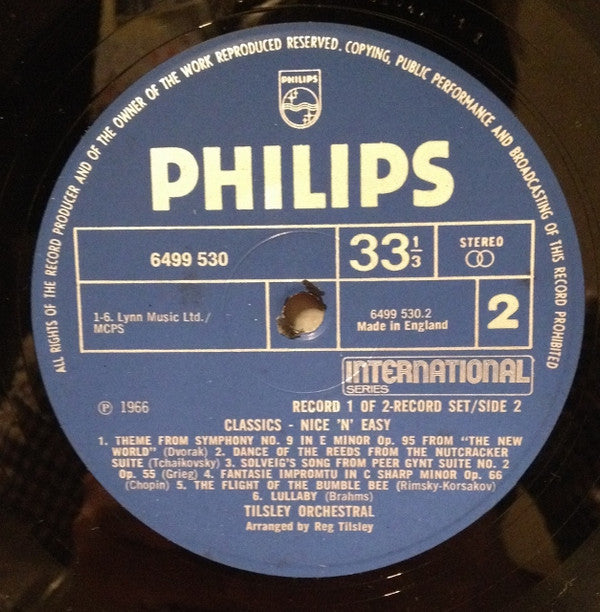 ALL RIGHTS OF THE RECORD PRODUCER AND OF THE OWNER OF THE WORK REPRODUCED RESERVED. COPYING, PUBLIC PERFORMANCE AND BROADCASTING OF THIS RECORD PROHIBITED
PHILIPS
PHILIPS
6499 530
33 1/3
STEREO
1-6. Lynn Music Ltd./
MCPS
6499 530.2
Made in England
2
INTERNATIONAL
SERIES
Ⓟ 1966
RECORD 1 OF 2-RECORD SET/SIDE 2
CLASSICS - NICE 'N' EASY
1. THEME FROM SYMPHONY NO. 9 IN E MINOR Op. 95 FROM "THE NEW
WORLD" (Dvorak) 2. DANCE OF THE REEDS FROM THE NUTCRACKER
SUITE (Tchaikovsky) 3. SOLVEIG'S SONG FROM PEER GYNT SUITE NO. 2
Op. 55 (Grieg) 4. FANTASIE IMPROMTU IN C SHARP MINOR Op. 66
(Chopin) 5. THE FLIGHT OF THE BUMBLE BEE (Rimsky-Korsakov)
6. LULLABY (Brahms)
TILSLEY ORCHESTRAL
Arranged by Reg Tilsley